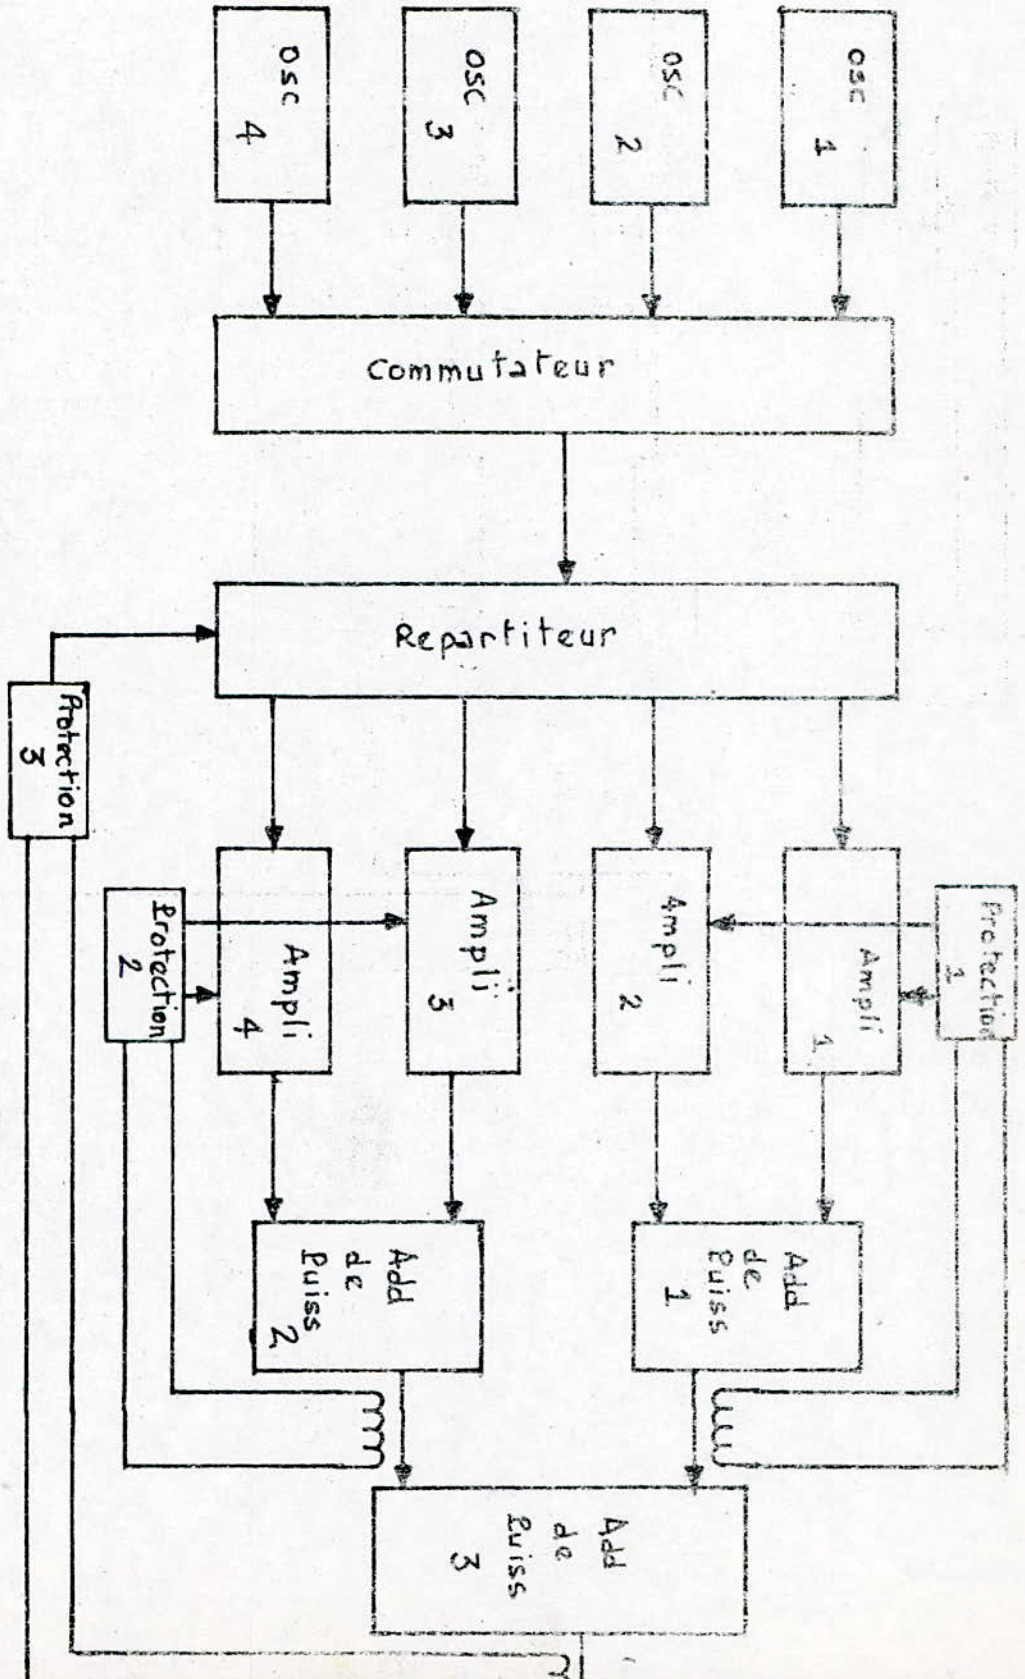 OSC
1
OSC
2
OSC
3
OSC
4
Commutateur
Repartiteur
Protection
1
Ampli
1
Ampli
2
Ampli
3
Ampli
4
Protection
2
Protection
3
Add
de
Puiss
1
Add
de
Puiss
2
Add
de
Puiss
3